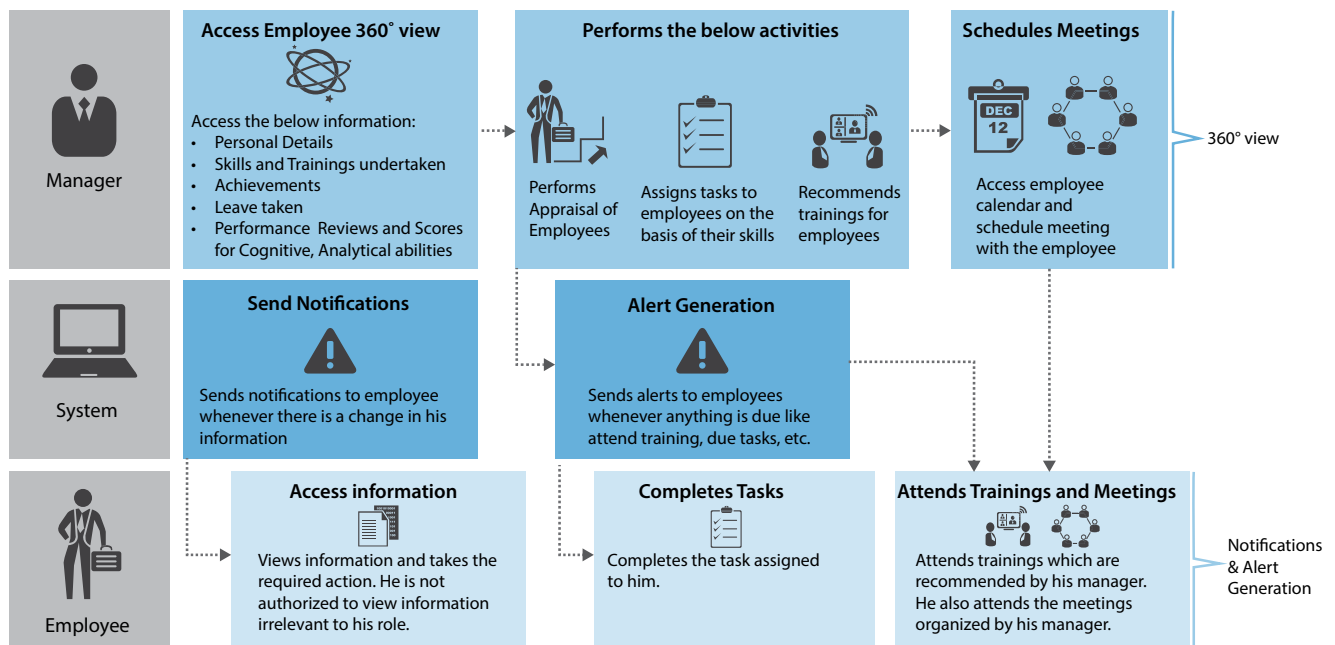 Manager
Access Employee 360° view
Access the below information:
• Personal Details
• Skills and Trainings undertaken
• Achievements
• Leave taken
• Performance Reviews and Scores
for Cognitive, Analytical abilities
Performs the below activities
Performs
Appraisal of
Employees
Assigns tasks to
employees on the
basis of their skills
Recommends
trainings for
employees
Schedules Meetings
DEC
12
Access employee
calendar and
schedule meeting
with the employee
360° view
System
Send Notifications
Sends notifications to employee
whenever there is a change in his
information
Alert Generation
Sends alerts to employees
whenever anything is due like
attend training, due tasks, etc.
Employee
Access information
Views information and takes the
required action. He is not
authorized to view information
irrelevant to his role.
Completes Tasks
Completes the task assigned
to him.
Attends Trainings and Meetings
Attends trainings which are
recommended by his manager.
He also attends the meetings
organized by his manager.
Notifications
& Alert
Generation